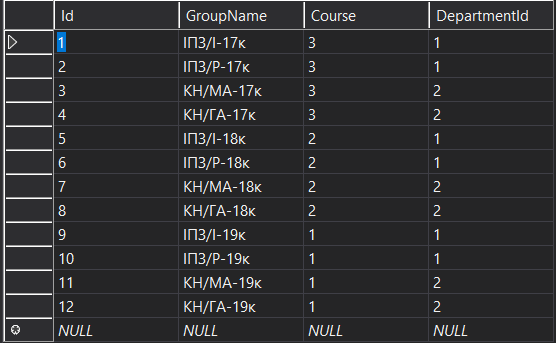 Id GroupName Course DepartmentId
1 ІПЗ/І-17к 3 1
2 ІПЗ/Р-17к 3 1
3 КН/МА-17к 3 2
4 КН/ГА-17к 3 2
5 ІПЗ/І-18к 2 1
6 ІПЗ/Р-18к 2 1
7 КН/МА-18к 2 2
8 КН/ГА-18к 2 2
9 ІПЗ/І-19к 1 1
10 ІПЗ/Р-19к 1 1
11 КН/МА-19к 1 2
12 КН/ГА-19к 1 2
NULL NULL NULL NULL